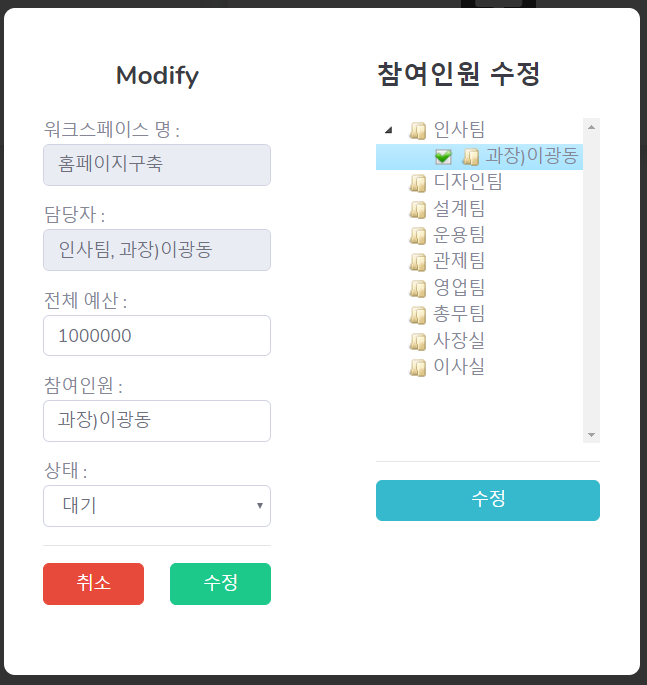 Modify
워크스페이스 명 :
홈페이지구축
담당자 :
인사팀, 과장)이광동
전체 예산 :
1000000
참여인원 :
과장)이광동
상태 :
대기
취소
수정
참여인원 수정
인사팀
과장)이광동
디자인팀
설계팀
운용팀
관제팀
영업팀
총무팀
사장실
이사실
수정